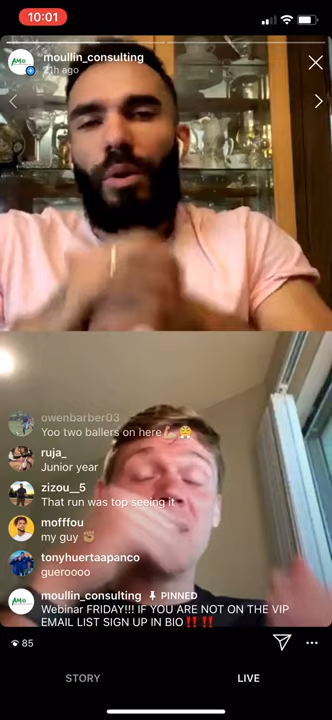 10:01
moullin_consulting
21h ago
owenbarber03
Yoo two ballers on here💪🏼😤
ruja_
Junior year
zizou__5
That run was top seeing it
mofffou
my guy ✊🏽
tonyhuertaapanco
gueroooo
moullin_consulting 📌 PINNED
Webinar FRIDAY!!! IF YOU ARE NOT ON THE VIP
EMAIL LIST SIGN UP IN BIO‼️ ‼️
85
STORY LIVE